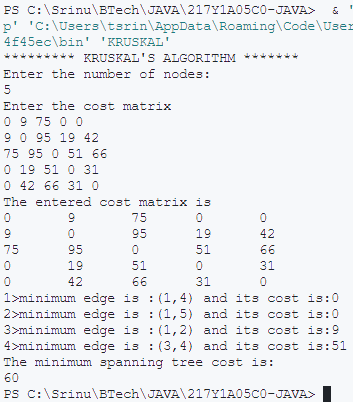 PS C:\Srinu\BTech\JAVA\217Y1A05C0-JAVA>  & '
p' 'C:\Users\tsrin\AppData\Roaming\Code\User
4f45ec\bin' 'KRUSKAL'
********* KRUSKAL'S ALGORITHM *******
Enter the number of nodes:
5
Enter the cost matrix
0 9 75 0 0
9 0 95 19 42
75 95 0 51 66
0 19 51 0 31
0 42 66 31 0
The entered cost matrix is
0 9 75 0 0
9 0 95 19 42
75 95 0 51 66
0 19 51 0 31
0 42 66 31 0
1>minimum edge is :(1,4) and its cost is:0
2>minimum edge is :(1,5) and its cost is:0
3>minimum edge is :(1,2) and its cost is:9
4>minimum edge is :(3,4) and its cost is:51
The minimum spanning tree cost is:
60
PS C:\Srinu\BTech\JAVA\217Y1A05C0-JAVA>